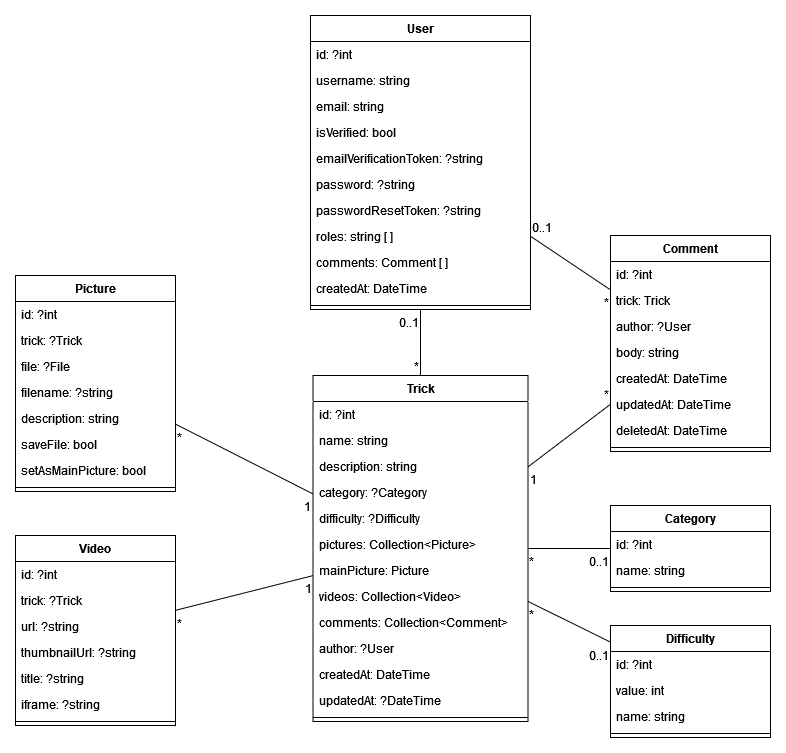 User
id: ?int
username: string
email: string
isVerified: bool
emailVerificationToken: ?string
password: ?string
passwordResetToken: ?string
roles: string [ ]
comments: Comment [ ]
createdAt: DateTime
0..1
*
0..1
*
Comment
id: ?int
trick: Trick
author: ?User
body: string
createdAt: DateTime
updatedAt: DateTime
deletedAt: DateTime
*
1
Picture
id: ?int
trick: ?Trick
file: ?File
filename: ?string
description: string
saveFile: bool
setAsMainPicture: bool
*
1
Trick
id: ?int
name: string
description: string
category: ?Category
difficulty: ?Difficulty
pictures: Collection<Picture>
mainPicture: Picture
videos: Collection<Video>
comments: Collection<Comment>
author: ?User
createdAt: DateTime
updatedAt: ?DateTime
Video
id: ?int
trick: ?Trick
url: ?string
thumbnailUrl: ?string
title: ?string
iframe: ?string
*
1
Category
id: ?int
name: string
*
0..1
Difficulty
id: ?int
value: int
name: string
*
0..1